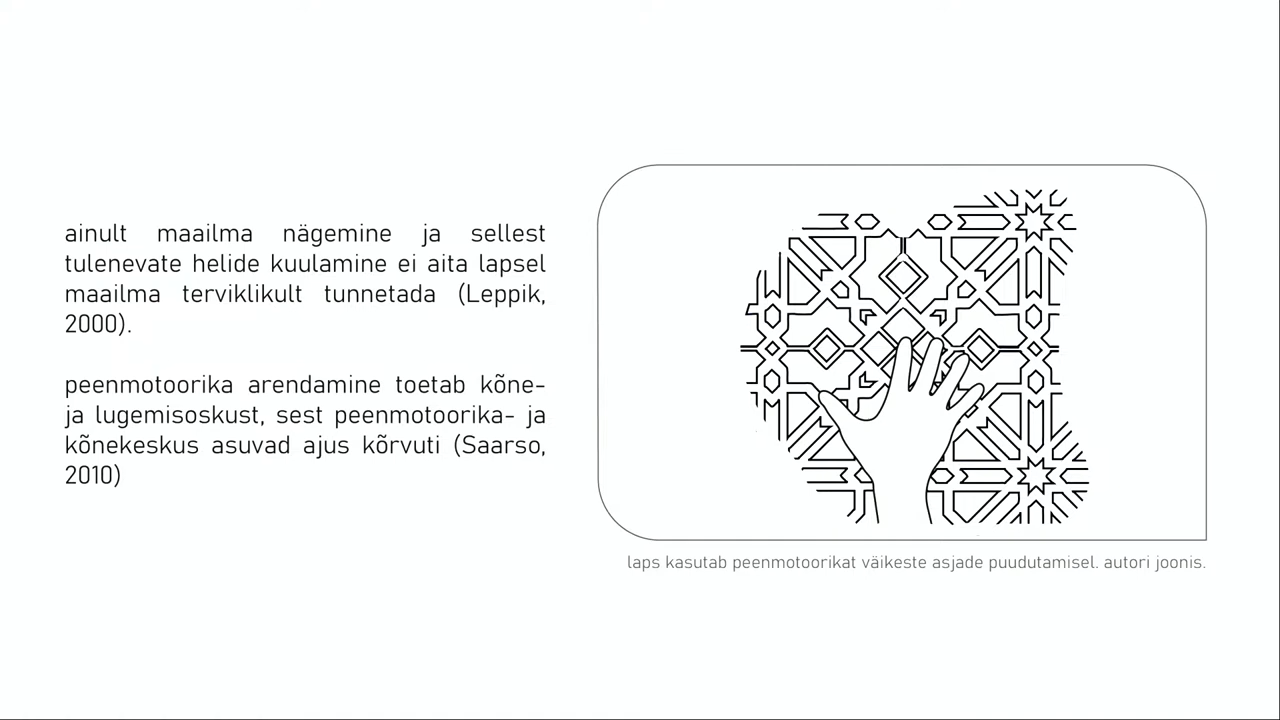 ainult maailma nägemine ja sellest
tulenevate helide kuulamine ei aita lapsel
maailma terviklikult tunnetada (Leppik,
2000).
peenmotoorika arendamine toetab kõne-
ja lugemisoskust, sest peenmotoorika- ja
kõnekeskus asuvad ajus kõrvuti (Saarso,
2010)
laps kasutab peenmotoorikat väikeste asjade puudutamisel. autori joonis.